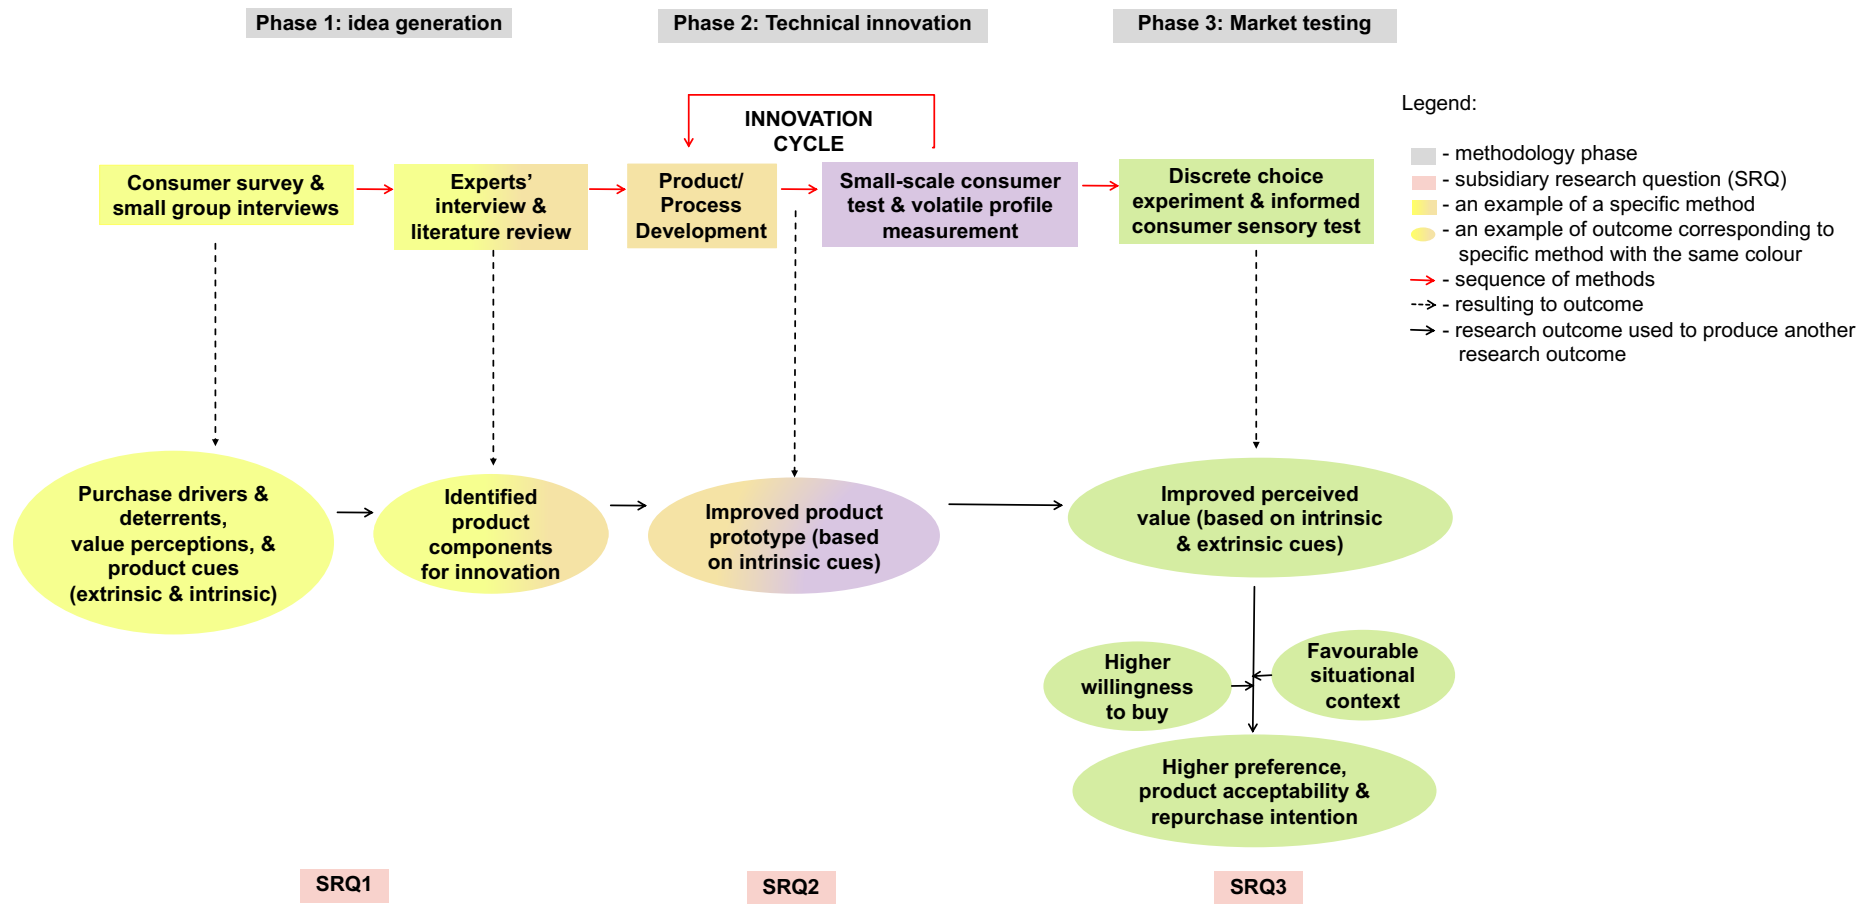 Phase 1: idea generation
Phase 2: Technical innovation
Phase 3: Market testing
INNOVATION
CYCLE
Consumer survey &
small group interviews
Experts’
interview &
literature review
Product/
Process
Development
Small-scale consumer
test & volatile profile
measurement
Discrete choice
experiment & informed
consumer sensory test
Legend:
- methodology phase
- subsidiary research question (SRQ)
- an example of a specific method
- an example of outcome corresponding to
specific method with the same colour
- sequence of methods
- resulting to outcome
- research outcome used to produce another
research outcome
Purchase drivers &
deterrents,
value perceptions, &
product cues
(extrinsic & intrinsic)
Identified
product
components
for innovation
Improved product
prototype (based
on intrinsic cues)
Improved perceived
value (based on intrinsic
& extrinsic cues)
Higher
willingness
to buy
Favourable
situational
context
Higher preference,
product acceptability &
repurchase intention
SRQ1
SRQ2
SRQ3